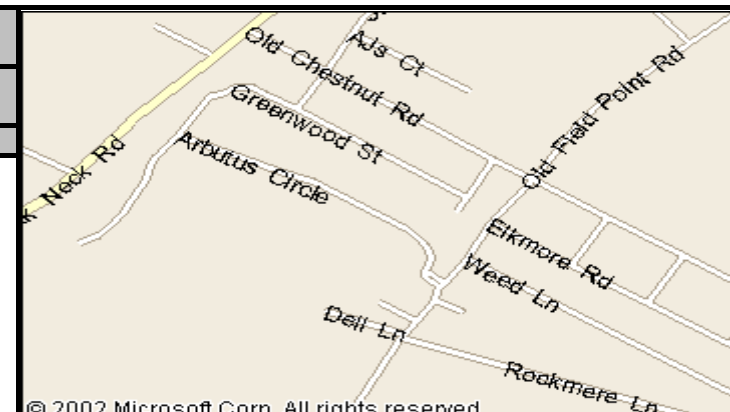 AJs Ct
Old Chestnut Rd
Old Field Point Rd
Greenwood St
Arbutus Circle
Neck Rd
Elkmore Rd
Weed Ln
Dell Ln
Rockmere Ln
© 2002 Microsoft Corp. All rights reserved